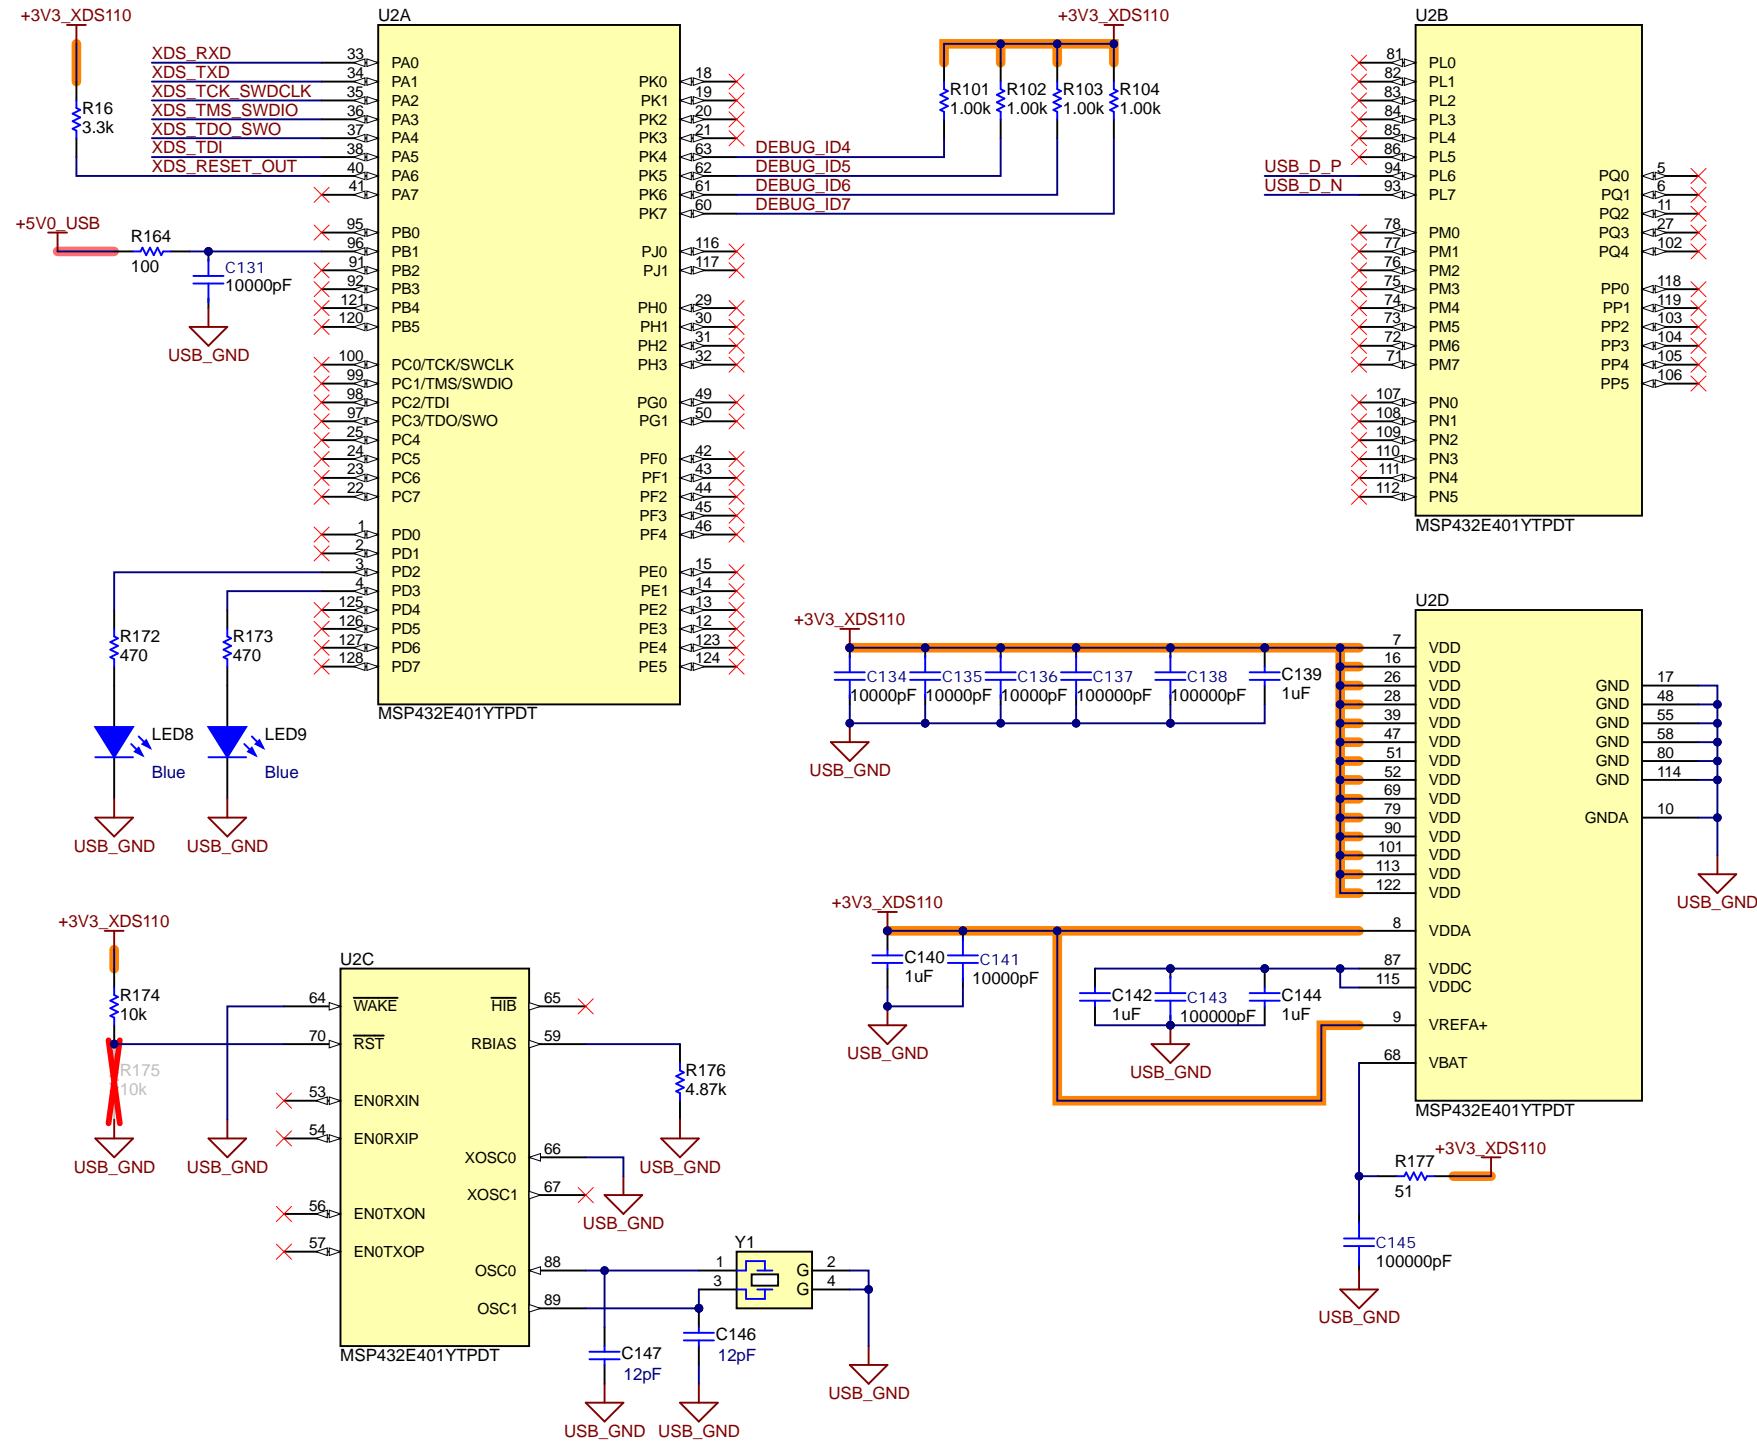 U2A
+3V3_XDS110
R16
3.3k
XDS_RXD
33
PA0
XDS_TXD
34
PA1
XDS_TCK_SWDCLK
35
PA2
XDS_TMS_SWDIO
36
PA3
XDS_TDO_SWO
37
PA4
XDS_TDI
38
PA5
XDS_RESET_OUT
40
PA6
41
PA7
+5V0_USB
R164
100
C131
10000pF
USB_GND
95
PB0
96
PB1
91
PB2
92
PB3
121
PB4
120
PB5
100
PC0/TCK/SWCLK
99
PC1/TMS/SWDIO
98
PC2/TDI
97
PC3/TDO/SWO
25
PC4
24
PC5
23
PC6
22
PC7
1
PD0
2
PD1
3
PD2
4
PD3
125
PD4
126
PD5
127
PD6
128
PD7
R172
470
R173
470
LED8
Blue
LED9
Blue
USB_GND
USB_GND
PK0
18
PK1
19
PK2
20
PK3
21
PK4
63
DEBUG_ID4
PK5
62
DEBUG_ID5
PK6
61
DEBUG_ID6
PK7
60
DEBUG_ID7
+3V3_XDS110
R101
1.00k
R102
1.00k
R103
1.00k
R104
1.00k
PJ0
116
PJ1
117
PH0
29
PH1
30
PH2
31
PH3
32
PG0
49
PG1
50
PF0
42
PF1
43
PF2
44
PF3
45
PF4
46
PE0
15
PE1
14
PE2
13
PE3
12
PE4
123
PE5
124
MSP432E401YTPDT
U2B
81
PL0
82
PL1
83
PL2
84
PL3
85
PL4
86
PL5
USB_D_P
94
PL6
USB_D_N
93
PL7
78
PM0
77
PM1
76
PM2
75
PM3
74
PM4
73
PM5
72
PM6
71
PM7
107
PN0
108
PN1
109
PN2
110
PN3
111
PN4
112
PN5
PQ0
5
PQ1
6
PQ2
11
PQ3
27
PQ4
102
PP0
118
PP1
119
PP2
103
PP3
104
PP4
105
PP5
106
MSP432E401YTPDT
U2D
+3V3_XDS110
C134
10000pF
C135
10000pF
C136
10000pF
C137
100000pF
C138
100000pF
C139
1uF
USB_GND
7
VDD
16
VDD
26
VDD
28
VDD
39
VDD
47
VDD
51
VDD
52
VDD
69
VDD
79
VDD
90
VDD
101
VDD
113
VDD
122
VDD
8
VDDA
87
VDDC
115
VDDC
9
VREFA+
68
VBAT
GND
17
GND
48
GND
55
GND
58
GND
80
GND
114
GNDA
10
USB_GND
MSP432E401YTPDT
+3V3_XDS110
C140
1uF
C141
10000pF
USB_GND
C142
1uF
C143
100000pF
C144
1uF
USB_GND
+3V3_XDS110
R177
51
C145
100000pF
USB_GND
+3V3_XDS110
R174
10k
R175
10k
USB_GND
USB_GND
U2C
64
WAKE
70
RST
53
EN0RXIN
54
EN0RXIP
56
EN0TXON
57
EN0TXOP
HIB
65
RBIAS
59
R176
4.87k
USB_GND
XOSC0
66
XOSC1
67
USB_GND
OSC0
88
OSC1
89
MSP432E401YTPDT
Y1
1
3
G
2
G
4
C146
12pF
C147
12pF
USB_GND
USB_GND
USB_GND